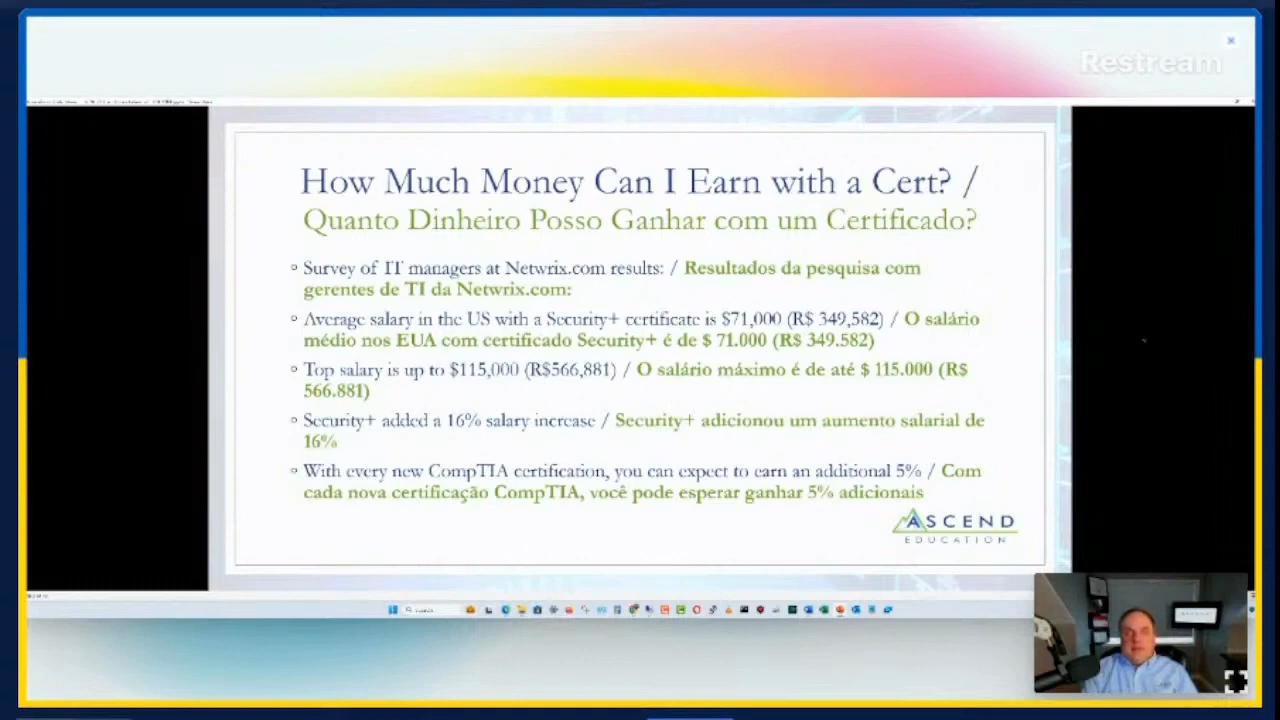 Restream
How Much Money Can I Earn with a Cert? /
Quanto Dinheiro Posso Ganhar com um Certificado?
Survey of IT managers at Netwrix.com results: / Resultados da pesquisa com
gerentes de TI da Netwrix.com:
Average salary in the US with a Security+ certificate is $71,000 (R$ 349,582) / O salário
médio nos EUA com certificado Security+ é de $ 71.000 (R$ 349.582)
Top salary is up to $115,000 (R$566,881) / O salário máximo é de até $ 115.000 (R$
566.881)
Security+ added a 16% salary increase / Security+ adicionou um aumento salarial de
16%
With every new CompTIA certification, you can expect to earn an additional 5% / Com
cada nova certificação CompTIA, você pode esperar ganhar 5% adicionais
ASCEND
EDUCATION
Search